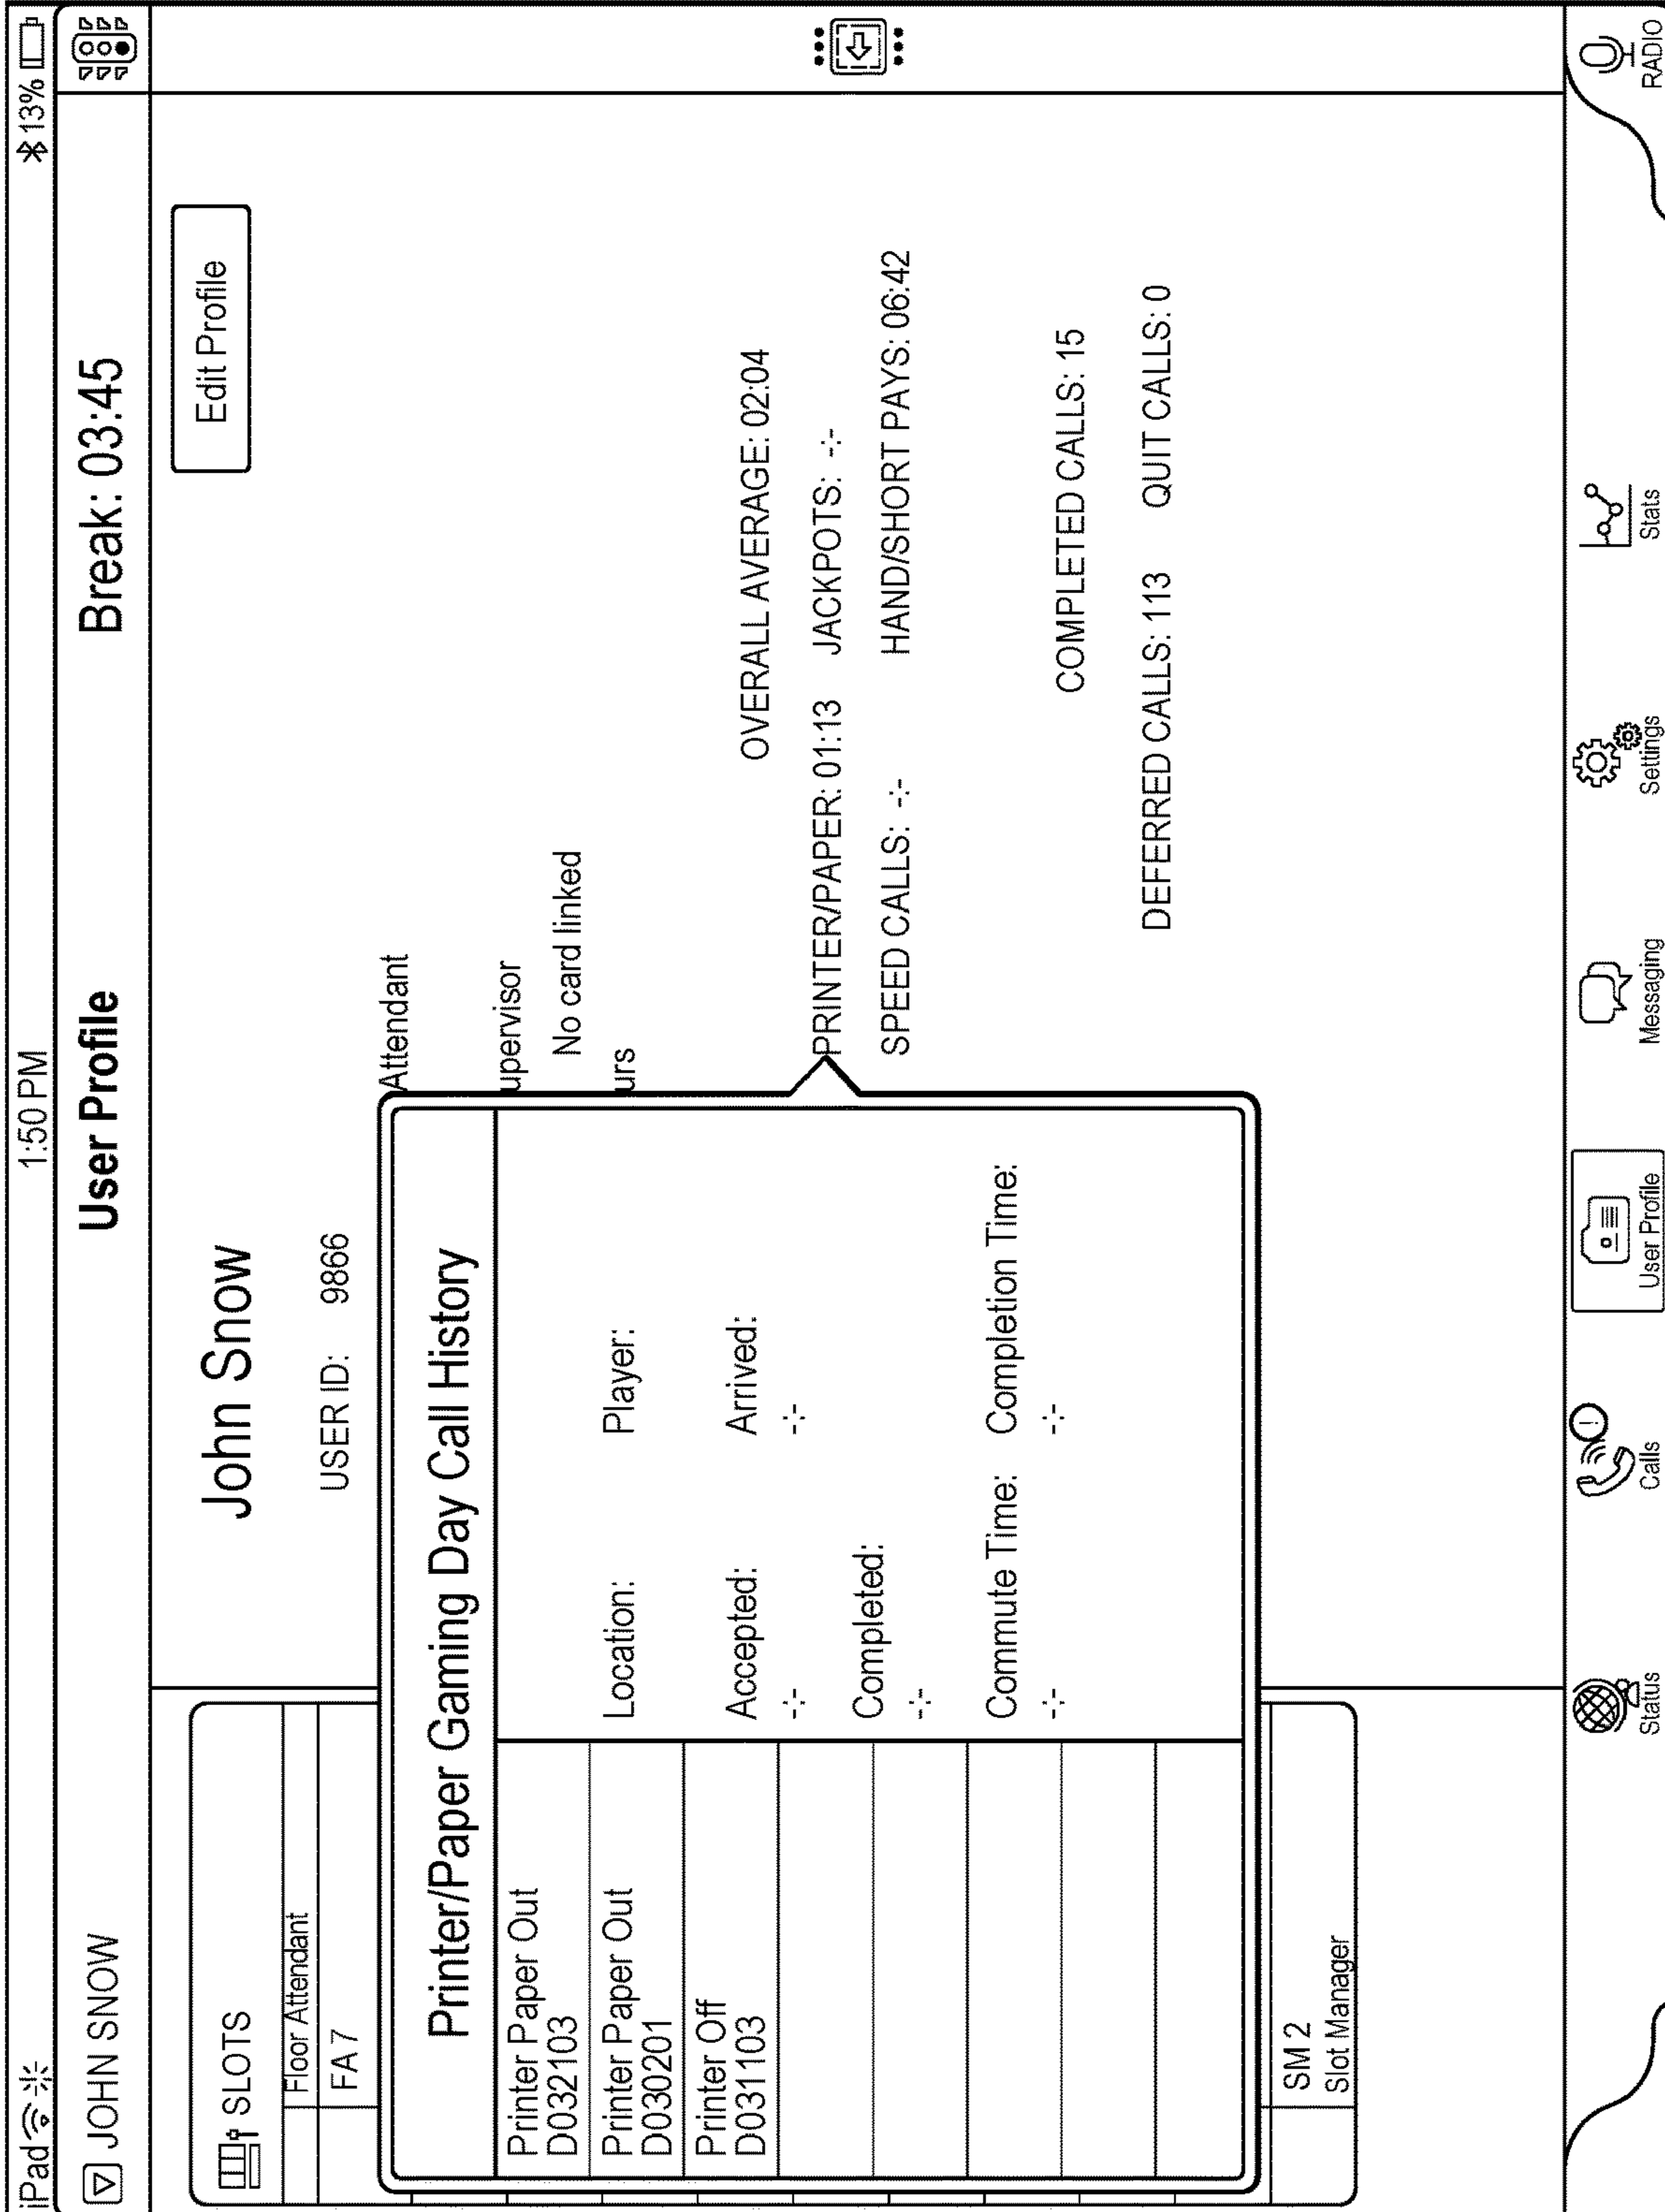 iPad 1:50 PM 13%
JOHN SNOW User Profile Break: 03:45
SLOTS
Floor Attendant
FA 7
John Snow
Edit Profile
USER ID: 9866
Attendant
upervisor
No card linked
urs
Printer/Paper Gaming Day Call History
Printer Paper Out
D032103
Printer Paper Out
D030201
Printer Off
D031103
Location: Player:
Accepted: Arrived:
-:- -:-
Completed:
-:-
Commute Time: Completion Time:
-:- -:-
OVERALL AVERAGE: 02:04
PRINTER/PAPER: 01:13 JACKPOTS: -:-
SPEED CALLS: -:- HAND/SHORT PAYS: 06:42
COMPLETED CALLS: 15
DEFERRED CALLS: 113 QUIT CALLS: 0
SM 2
Slot Manager
Status Calls User Profile Messaging Settings Stats RADIO